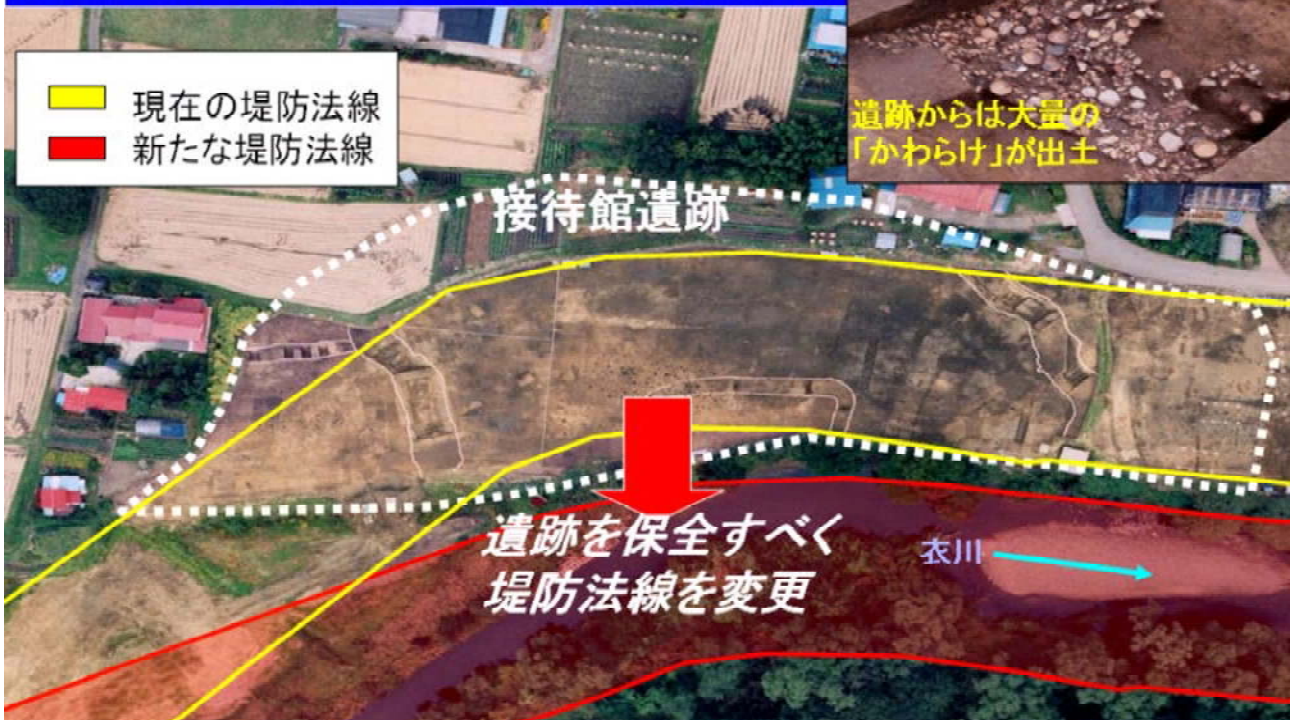 現在の堤防法線
新たな堤防法線
遺跡からは大量の
「かわらけ」が出土
接待館遺跡
遺跡を保全すべく
堤防法線を変更
衣川